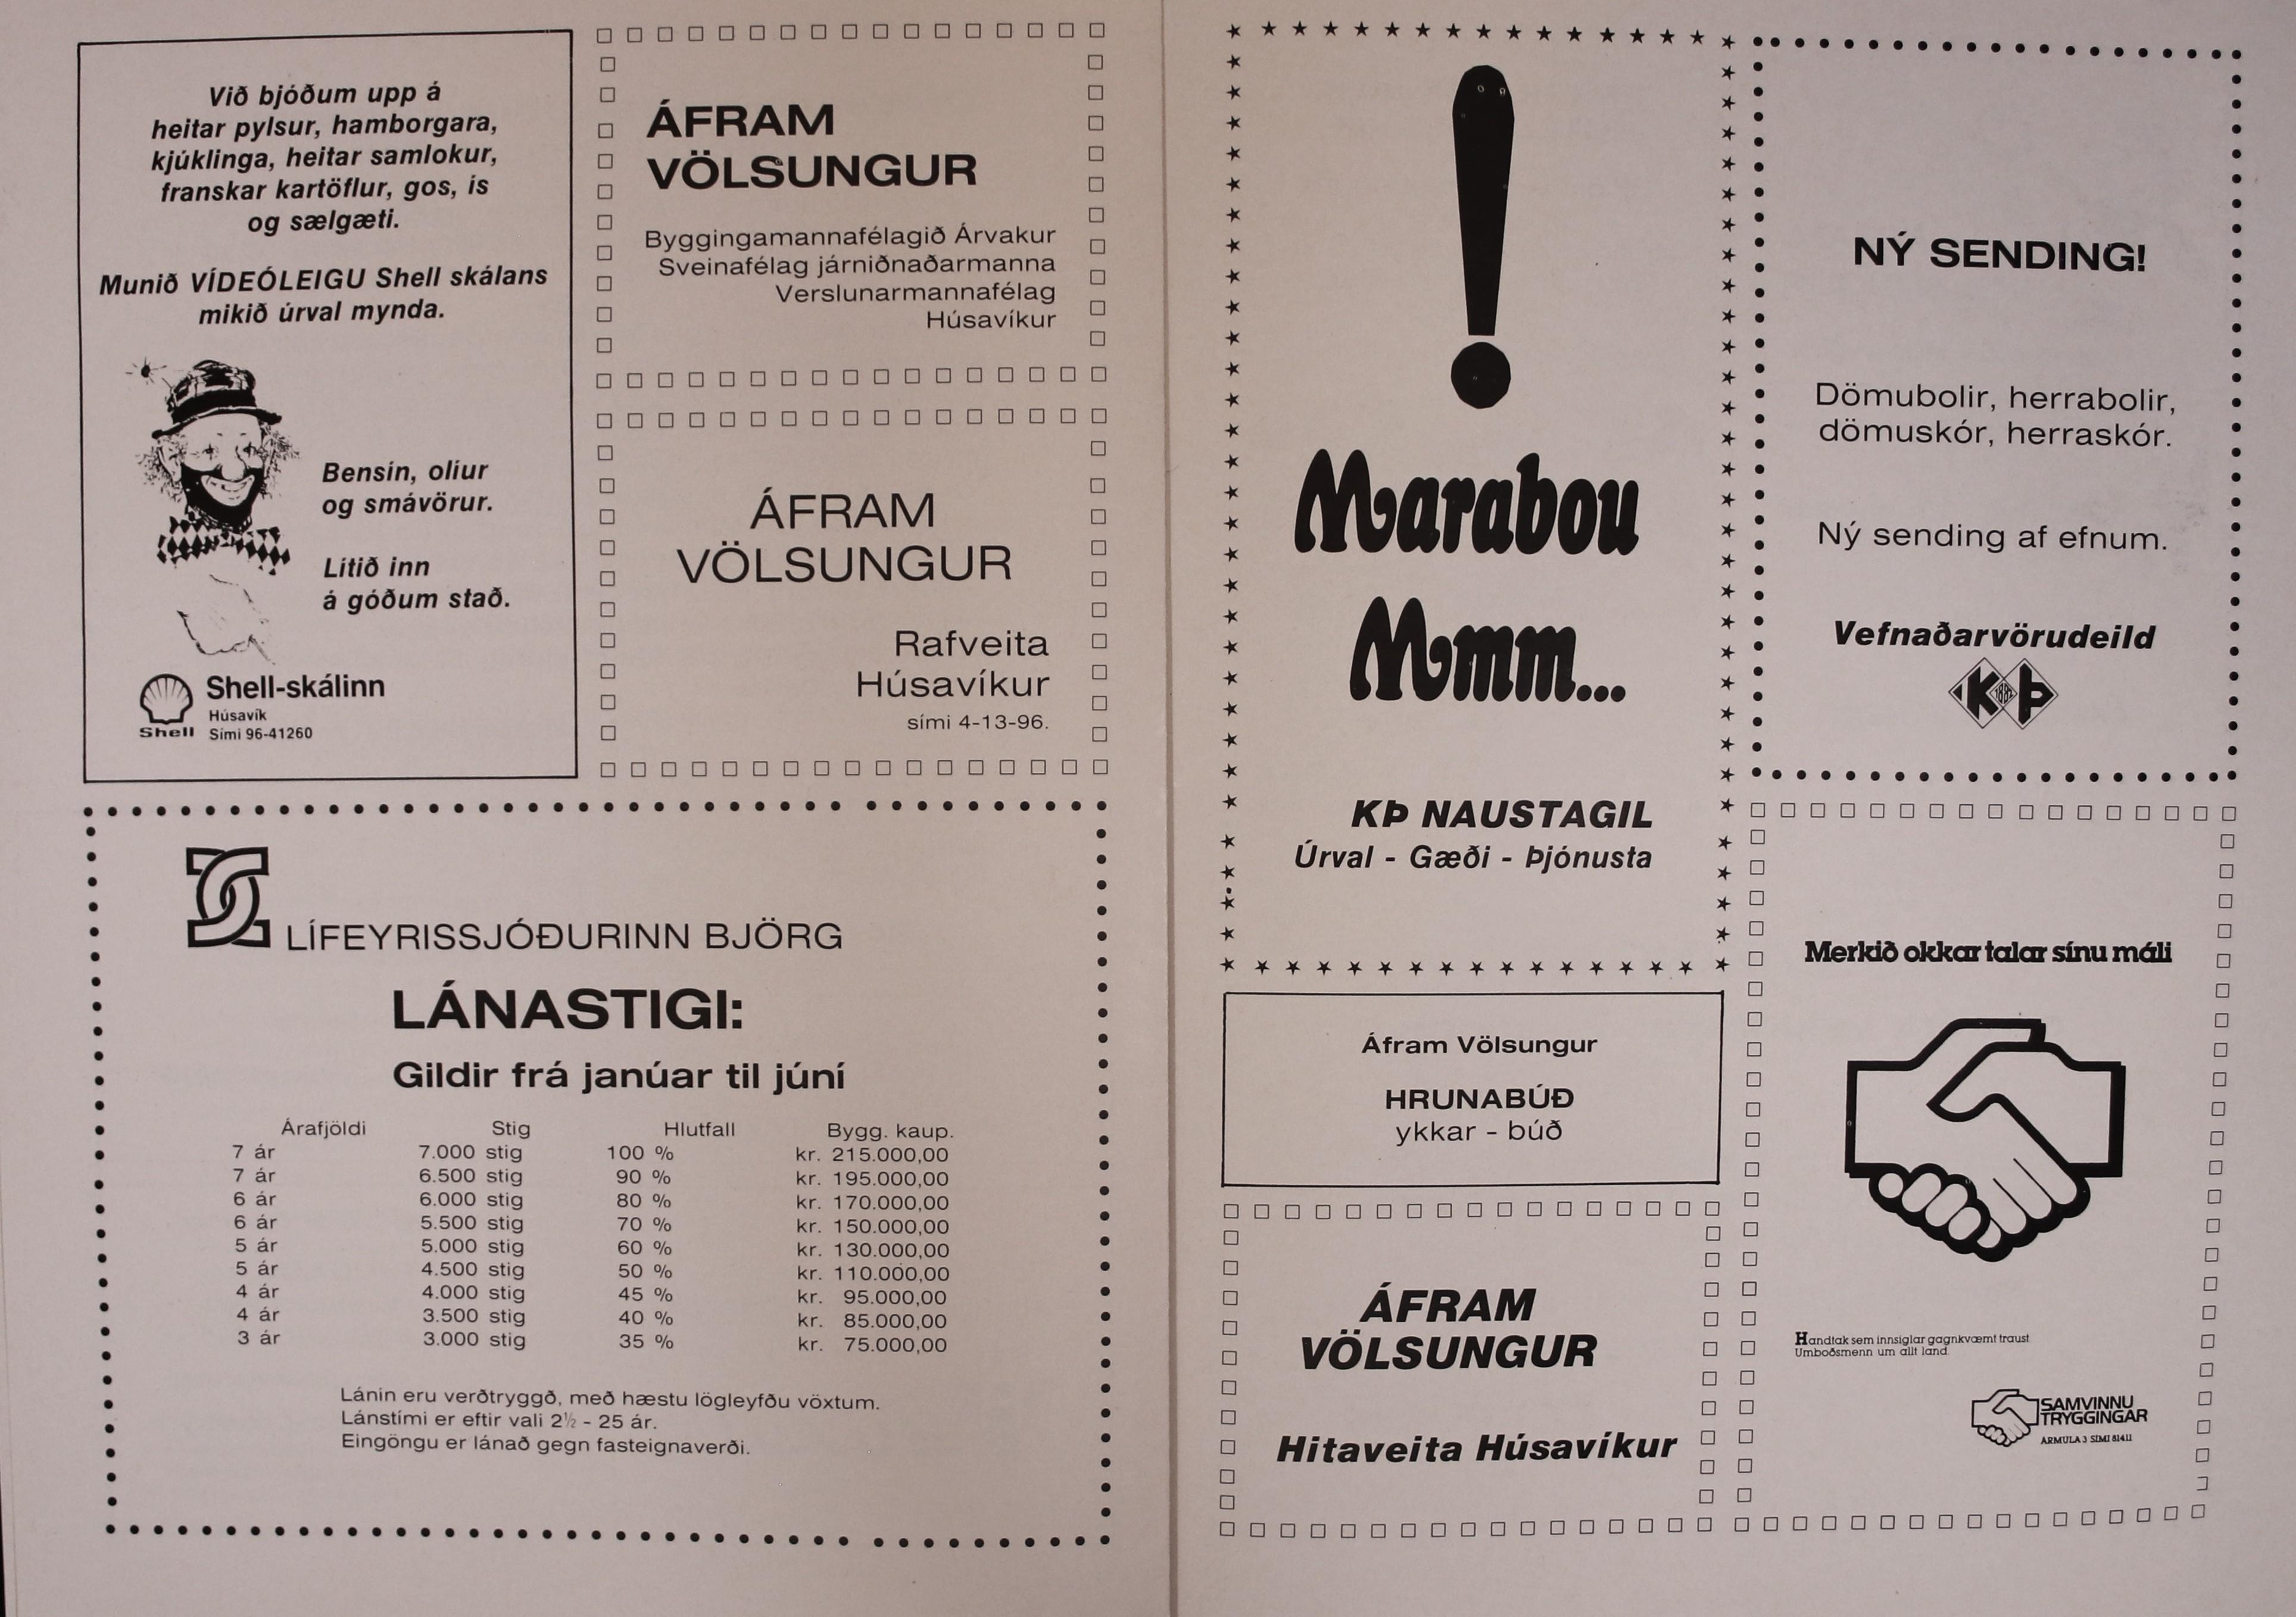 Við bjóðum upp á
heitar pylsur, hamborgara,
kjúklinga, heitar samlokur,
franskar kartöflur, gos, ís
og sælgæti.
Munið VÍDEÓLEIGU Shell skálans
mikið úrval mynda.
Bensín, olíur
og smávörur.
Lítið inn
á góðum stað.
Shell
Shell-skálinn
Húsavík
Sími 96-41260
ÁFRAM
VÖLSUNGUR
Byggingamannafélagið Árvakur
Sveinafélag járniðnaðarmanna
Verslunarmannafélag
Húsavíkur
ÁFRAM
VÖLSUNGUR
Rafveita
Húsavíkur
sími 4-13-96.
LÍFEYRISSJÓÐURINN BJÖRG
LÁNASTIGI:
Gildir frá janúar til júní
Árafjöldi Stig Hlutfall Bygg. kaup.
7 ár 7.000 stig 100 % kr. 215.000,00
7 ár 6.500 stig 90 % kr. 195.000,00
6 ár 6.000 stig 80 % kr. 170.000,00
6 ár 5.500 stig 70 % kr. 150.000,00
5 ár 5.000 stig 60 % kr. 130.000,00
5 ár 4.500 stig 50 % kr. 110.000,00
4 ár 4.000 stig 45 % kr. 95.000,00
4 ár 3.500 stig 40 % kr. 85.000,00
3 ár 3.000 stig 35 % kr. 75.000,00
Lánin eru verðtryggð, með hæstu lögleyfðu vöxtum.
Lánstími er eftir vali 2½ - 25 ár.
Eingöngu er lánað gegn fasteignaverði.
!
Marabou
Mmm...
KÞ NAUSTAGIL
Úrval - Gæði - Þjónusta
Áfram Völsungur
HRUNABÚÐ
ykkar - búð
ÁFRAM
VÖLSUNGUR
Hitaveita Húsavíkur
NÝ SENDING!
Dömubolir, herrabolir,
dömuskór, herraskór.
Ný sending af efnum.
Vefnaðarvörudeild
K 1882 Þ
Merkið okkar talar sínu máli
Handtak sem innsiglar gagnkvæmt traust
Umboðsmenn um allt land
SAMVINNU
TRYGGINGAR
ÁRMÚLA 3 SÍMI 81411